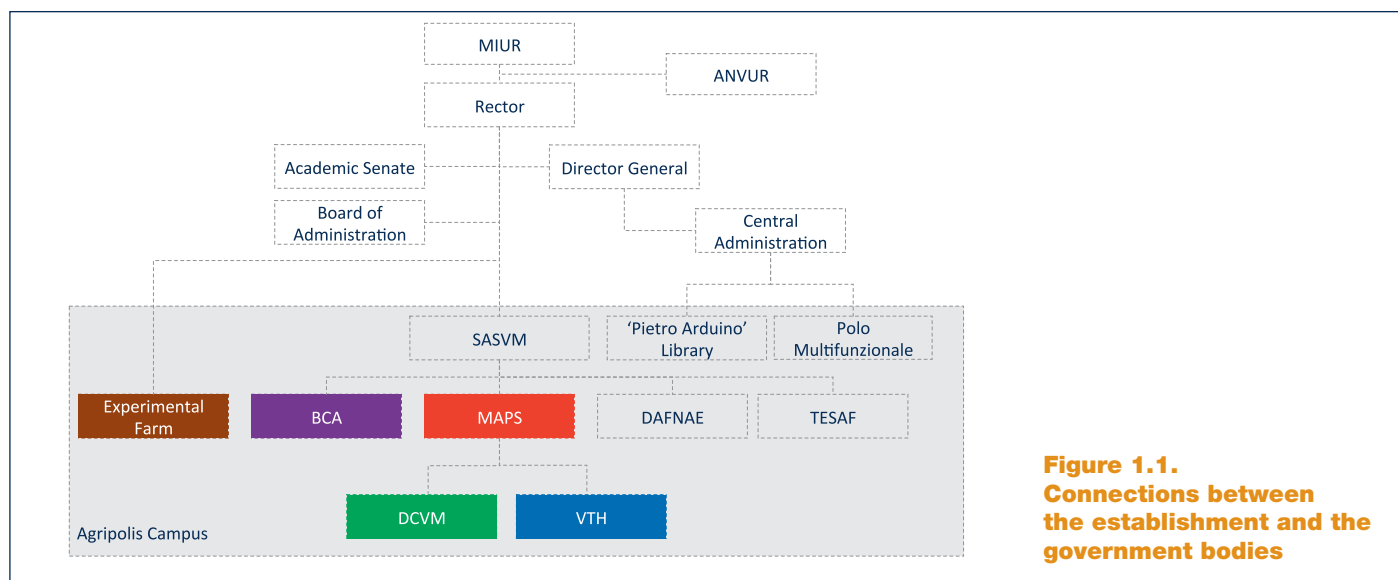 MIUR
ANVUR
Rector
Academic Senate
Director General
Board of
Administration
Central
Administration
SASVM
‘Pietro Arduino’
Library
Polo
Multifunzionale
Experimental
Farm
BCA
MAPS
DAFNAE
TESAF
DCVM
VTH
Agripolis Campus
Figure 1.1.
Connections between
the establishment and the
government bodies